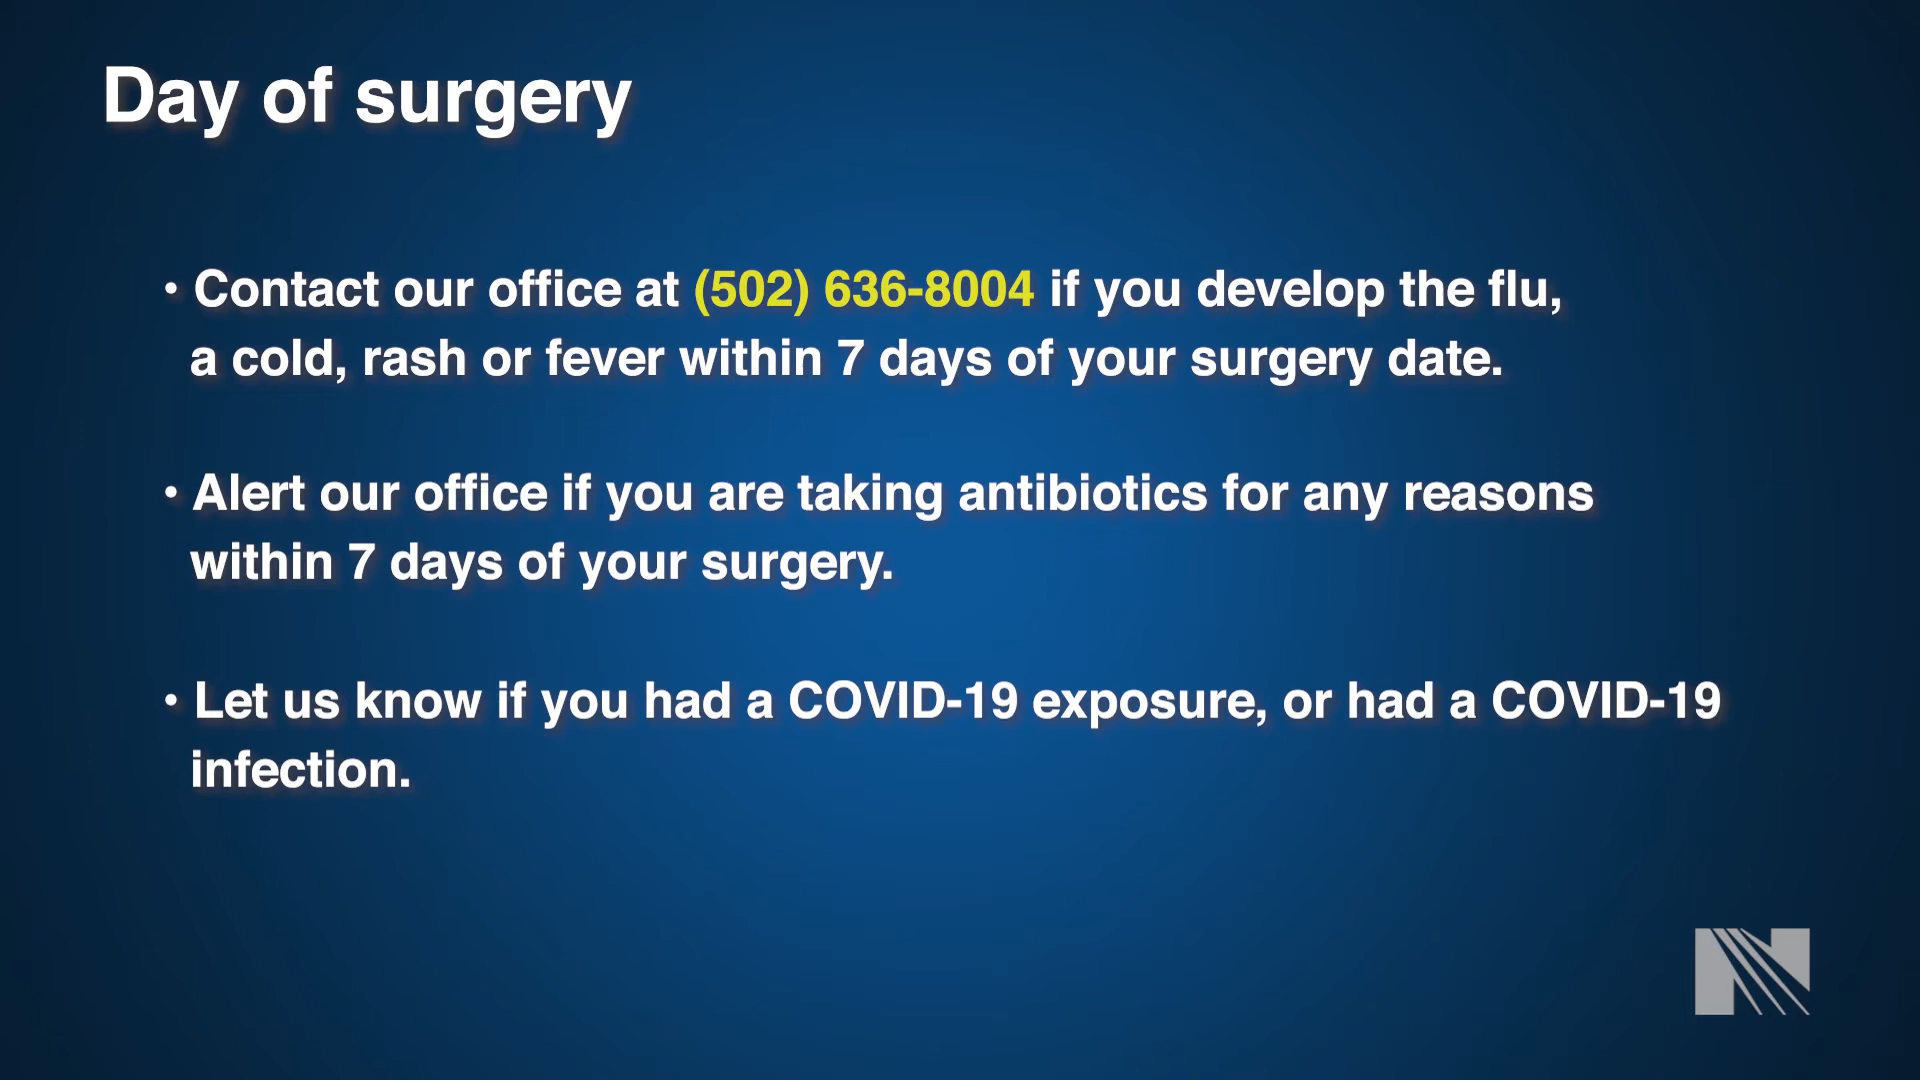 Day of surgery
• Contact our office at (502) 636-8004 if you develop the flu,
a cold, rash or fever within 7 days of your surgery date.
• Alert our office if you are taking antibiotics for any reasons
within 7 days of your surgery.
• Let us know if you had a COVID-19 exposure, or had a COVID-19
infection.
N